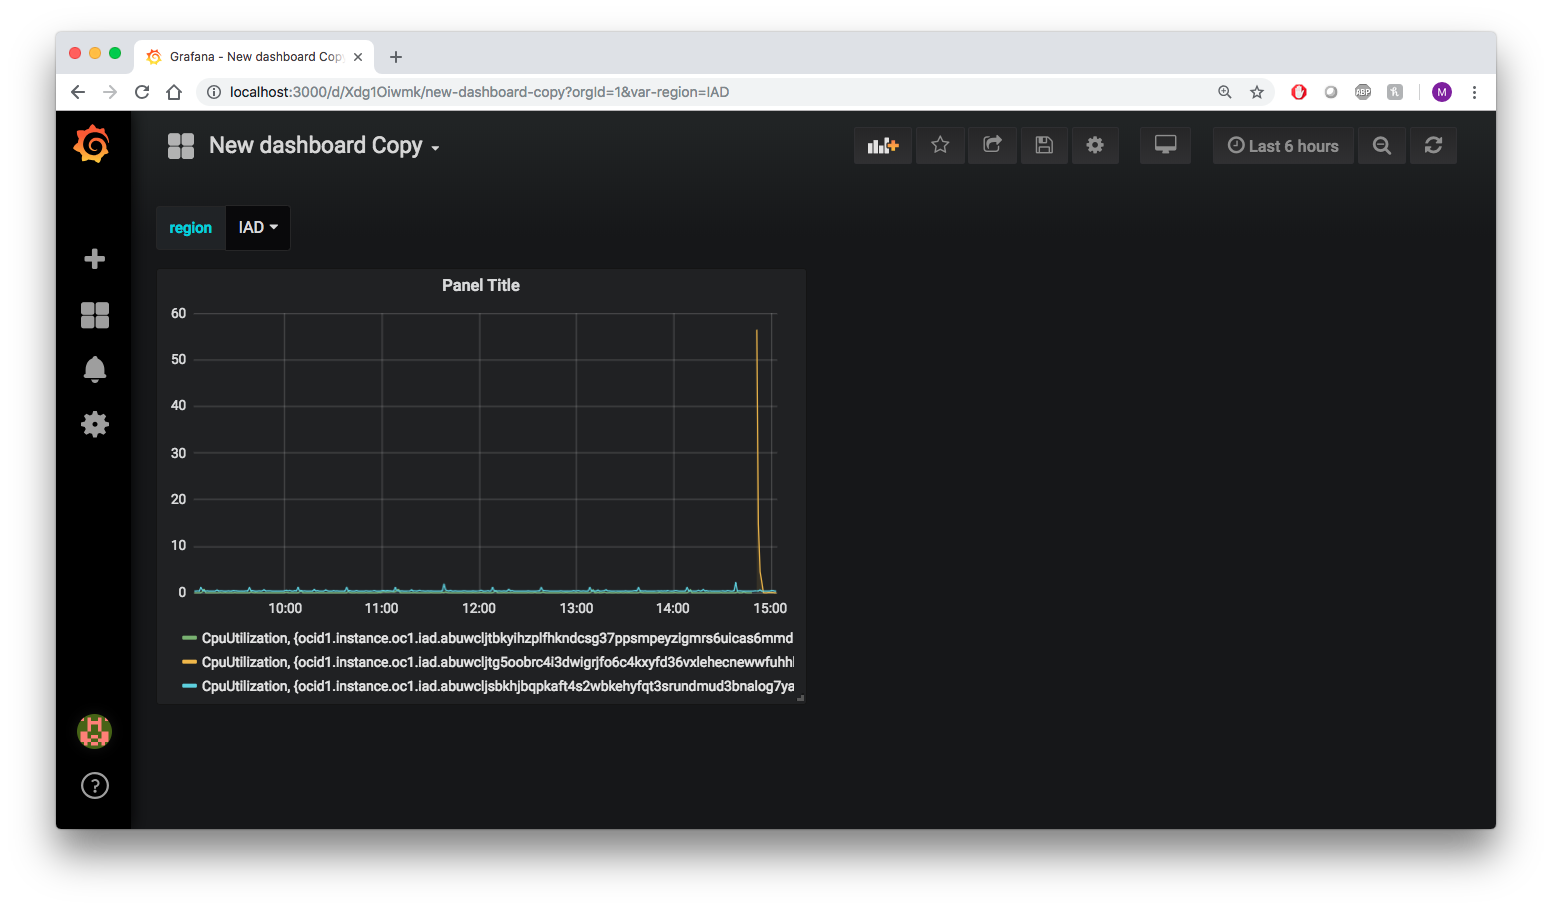 Grafana - New dashboard Cop
localhost:3000/d/Xdg1Oiwmk/new-dashboard-copy?orgId=1&var-region=IAD
ABP
M
New dashboard Copy
Last 6 hours
region IAD
Panel Title
60
50
40
30
20
10
0
10:00 11:00 12:00 13:00 14:00 15:00
CpuUtilization, {ocid1.instance.oc1.iad.abuwcljtbkyihzplfhkndcsg37ppsmpeyzigmrs6uicas6mmd
CpuUtilization, {ocid1.instance.oc1.iad.abuwcljtg5oobrc4i3dwigrjfo6c4kxyfd36vxlehecnewwfuhhl
CpuUtilization, {ocid1.instance.oc1.iad.abuwcljsbkhjbqpkaft4s2wbkehyfqt3srundmud3bnalog7ya
?